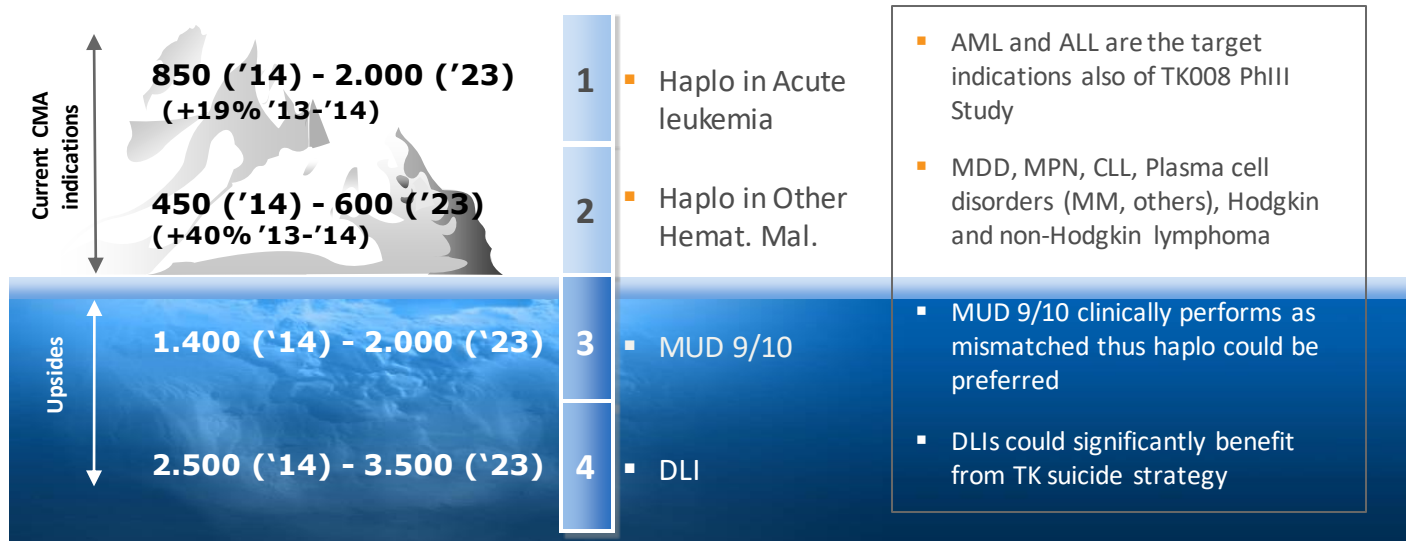 Current CMA
indications
850 (’14) - 2.000 (’23)
(+19% ’13-’14)
1
▪ Haplo in Acute
leukemia
▪ AML and ALL are the target
indications also of TK008 PhIII
Study
450 (’14) - 600 (’23)
(+40% ’13-’14)
2
▪ Haplo in Other
Hemat. Mal.
▪ MDD, MPN, CLL, Plasma cell
disorders (MM, others), Hodgkin
and non-Hodgkin lymphoma
Upsides
1.400 (‘14) - 2.000 (‘23)
3
▪ MUD 9/10
▪ MUD 9/10 clinically performs as
mismatched thus haplo could be
preferred
2.500 (‘14) - 3.500 (‘23)
4
▪ DLI
▪ DLIs could significantly benefit
from TK suicide strategy